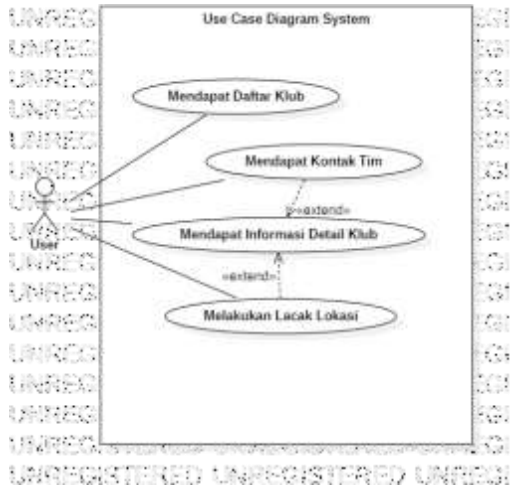 Use Case Diagram System
Mendapat Daftar Klub
Mendapat Kontak Tim
«extend»
User
Mendapat Informasi Detail Klub
«extend»
Melakukan Lacak Lokasi
UNREGISTERED UNREGI